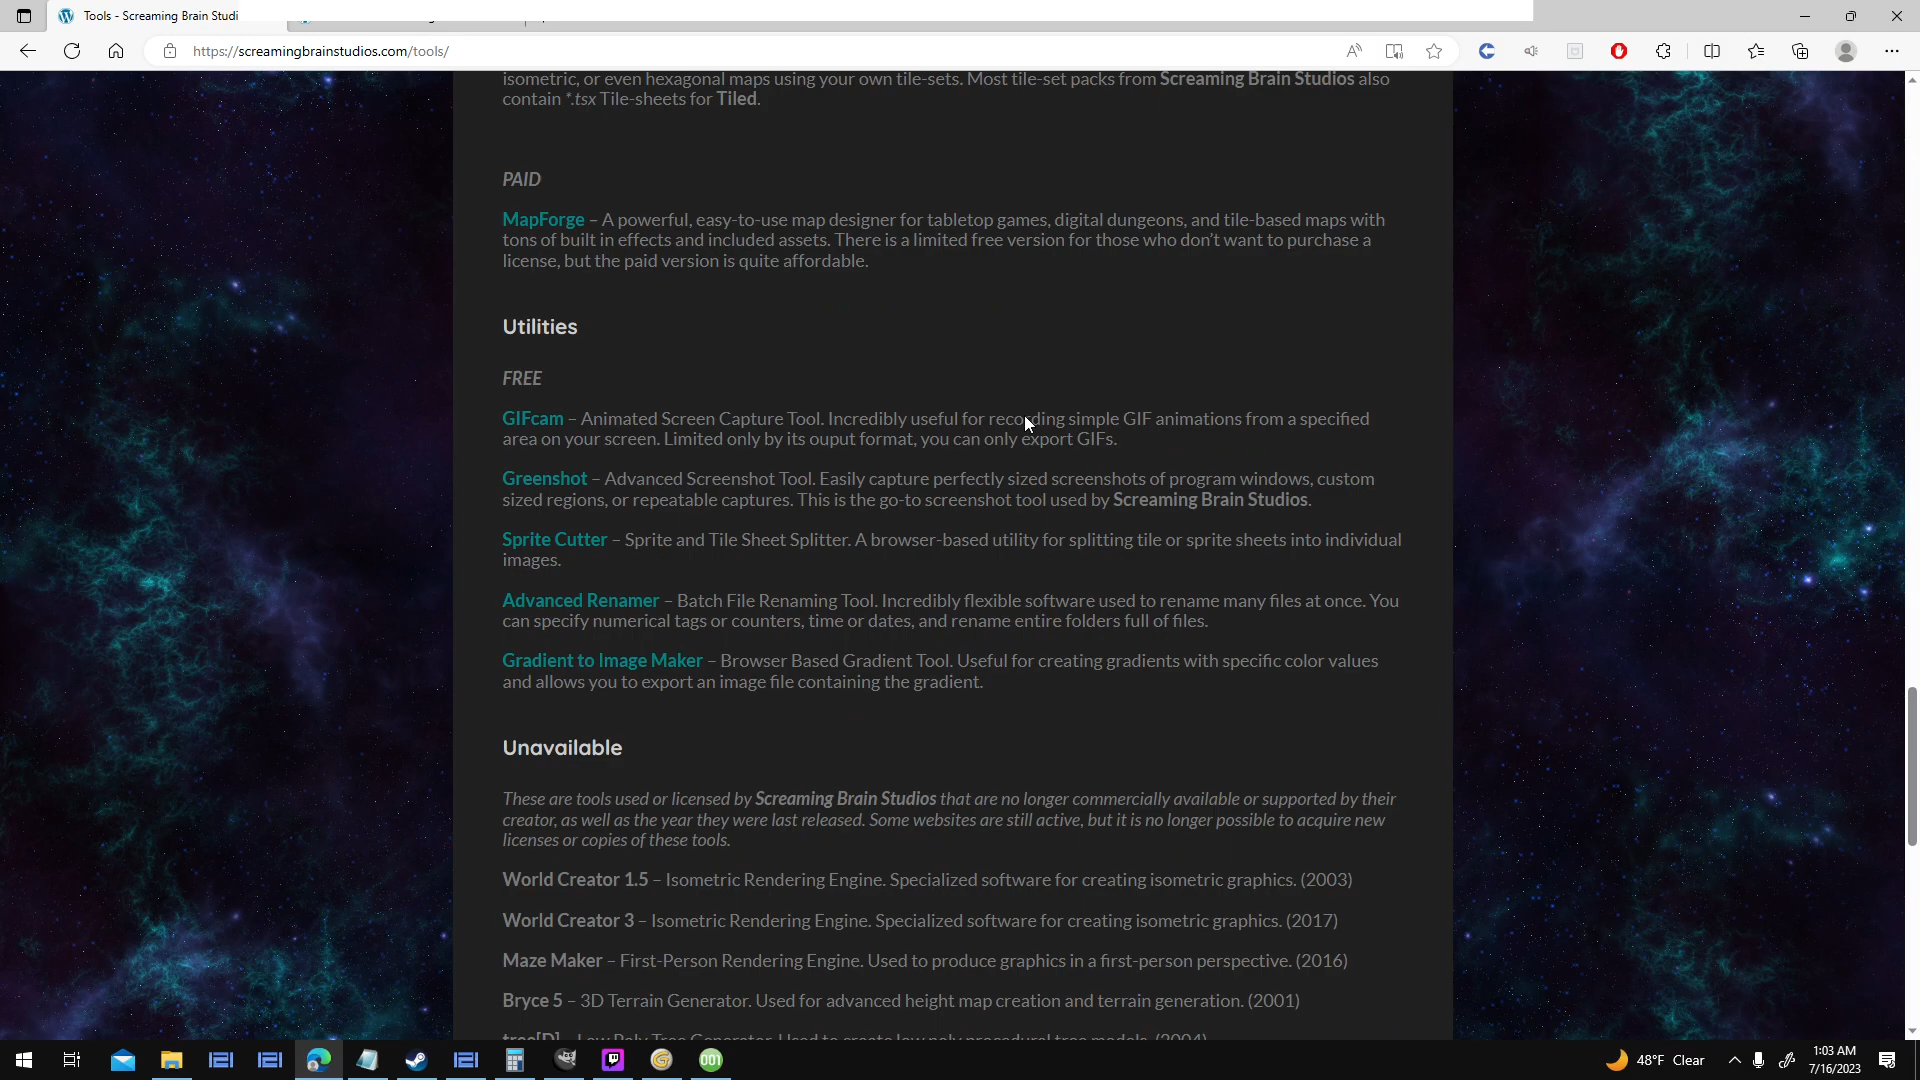 Tools - Screaming Brain Studi
https://screamingbrainstudios.com/tools/
isometric, or even hexagonal maps using your own tile-sets. Most tile-set packs from Screaming Brain Studios also
contain *.tsx Tile-sheets for Tiled.
PAID
MapForge – A powerful, easy-to-use map designer for tabletop games, digital dungeons, and tile-based maps with
tons of built in effects and included assets. There is a limited free version for those who don't want to purchase a
license, but the paid version is quite affordable.
Utilities
FREE
GIFcam – Animated Screen Capture Tool. Incredibly useful for recording simple GIF animations from a specified
area on your screen. Limited only by its ouput format, you can only export GIFs.
Greenshot – Advanced Screenshot Tool. Easily capture perfectly sized screenshots of program windows, custom
sized regions, or repeatable captures. This is the go-to screenshot tool used by Screaming Brain Studios.
Sprite Cutter – Sprite and Tile Sheet Splitter. A browser-based utility for splitting tile or sprite sheets into individual
images.
Advanced Renamer – Batch File Renaming Tool. Incredibly flexible software used to rename many files at once. You
can specify numerical tags or counters, time or dates, and rename entire folders full of files.
Gradient to Image Maker – Browser Based Gradient Tool. Useful for creating gradients with specific color values
and allows you to export an image file containing the gradient.
Unavailable
These are tools used or licensed by Screaming Brain Studios that are no longer commercially available or supported by their
creator, as well as the year they were last released. Some websites are still active, but it is no longer possible to acquire new
licenses or copies of these tools.
World Creator 1.5 – Isometric Rendering Engine. Specialized software for creating isometric graphics. (2003)
World Creator 3 – Isometric Rendering Engine. Specialized software for creating isometric graphics. (2017)
Maze Maker – First-Person Rendering Engine. Used to produce graphics in a first-person perspective. (2016)
Bryce 5 – 3D Terrain Generator. Used for advanced height map creation and terrain generation. (2001)
tree[D] – Low Poly Tree Generator. Used to create low poly procedural tree models. (2004)
001
48°F Clear
1:03 AM
7/16/2023